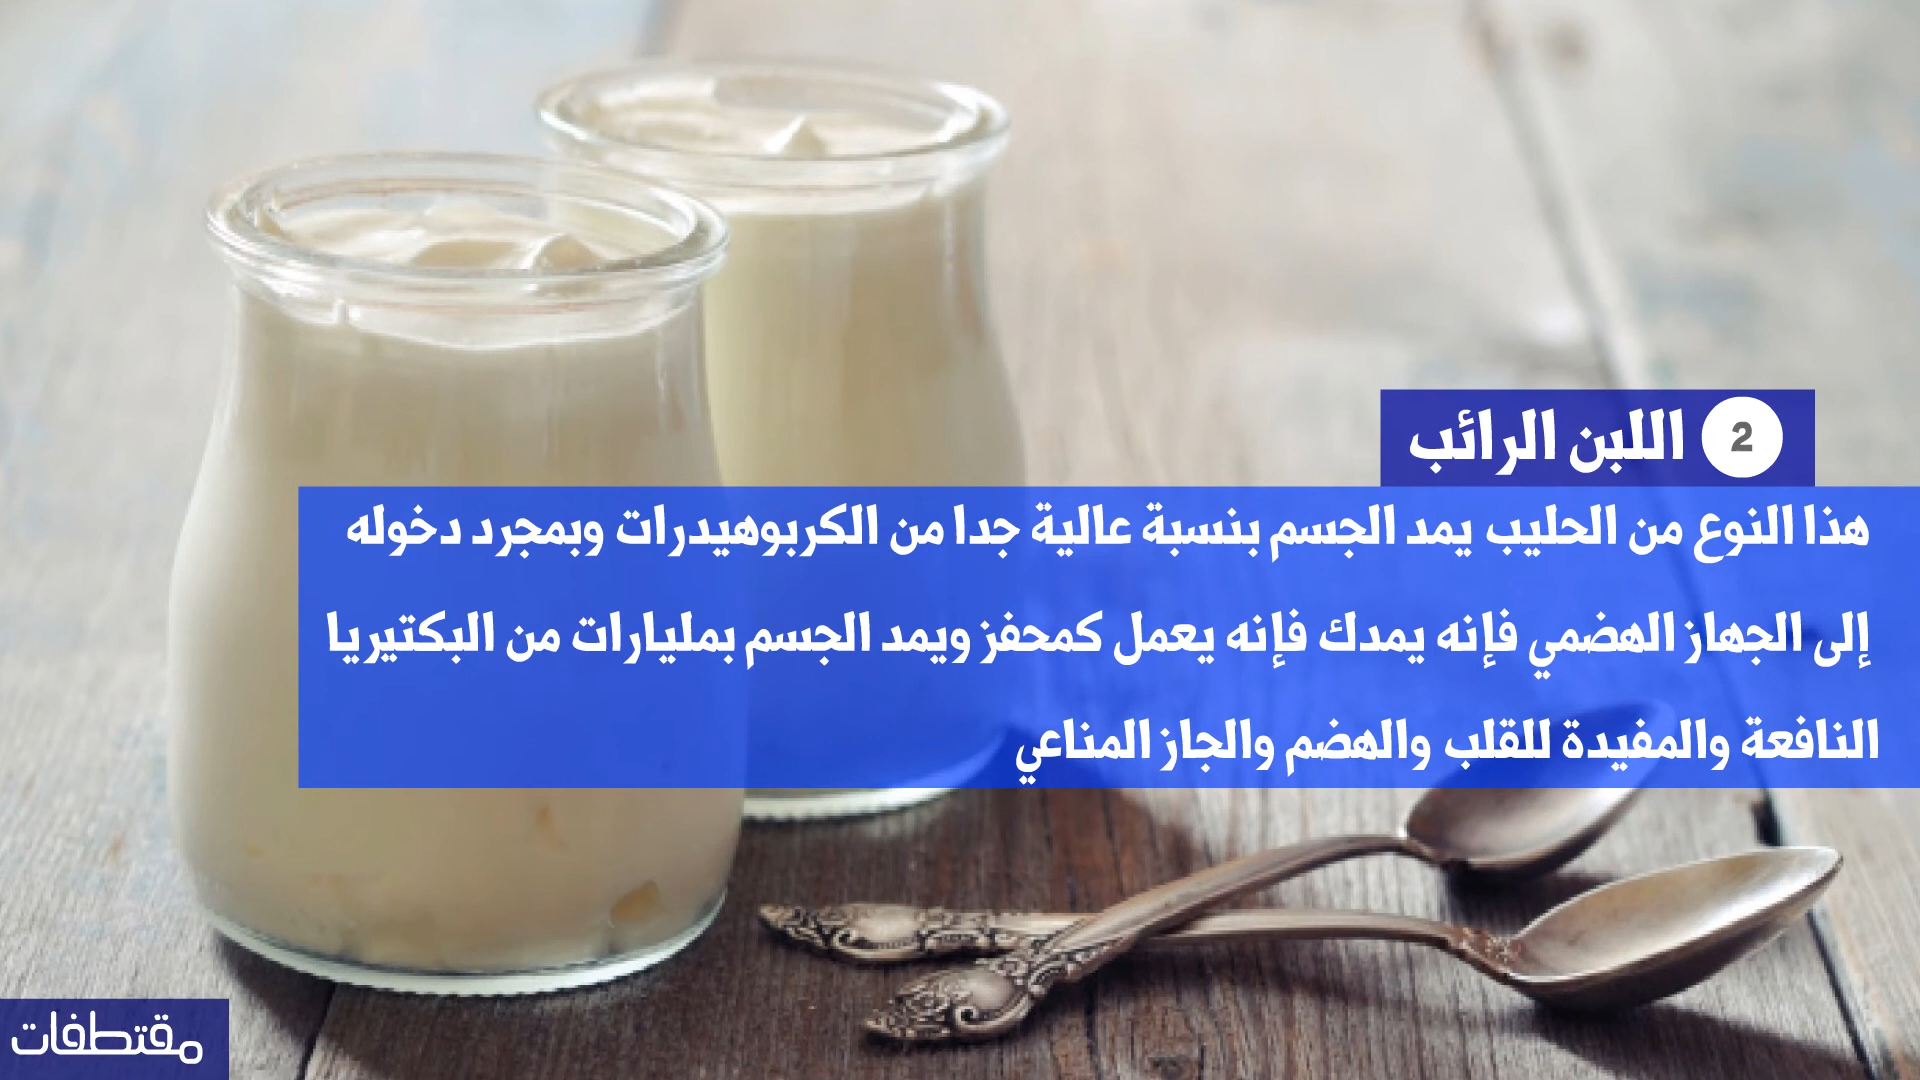 2 اللبن الرائب
هذا النوع من الحليب يمد الجسم بنسبة عالية جدا من الكربوهيدرات وبمجرد دخوله
إلى الجهاز الهضمي فإنه يمدك فإنه يعمل كمحفز ويمد الجسم بمليارات من البكتيريا
النافعة والمفيدة للقلب والهضم والجاز المناعي
مقتطفات